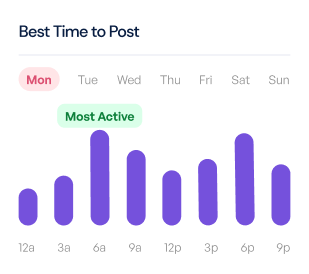 Best Time to Post
Mon Tue Wed Thu Fri Sat Sun
Most Active
12a 3a 6a 9a 12p 3p 6p 9p